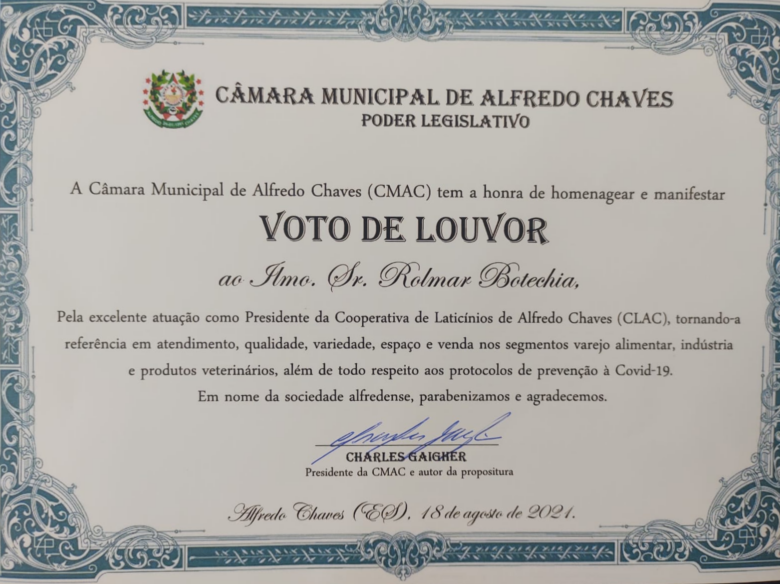 CÂMARA MUNICIPAL DE ALFREDO CHAVES
PODER LEGISLATIVO
A Câmara Municipal de Alfredo Chaves (CMAC) tem a honra de homenagear e manifestar
VOTO DE LOUVOR
ao Ilmo. Sr. Rolmar Botechia,
Pela excelente atuação como Presidente da Cooperativa de Laticínios de Alfredo Chaves (CLAC), tornando-a
referência em atendimento, qualidade, variedade, espaço e venda nos segmentos varejo alimentar, indústria
e produtos veterinários, além de todo respeito aos protocolos de prevenção à Covid-19.
Em nome da sociedade alfredense, parabenizamos e agradecemos.
CHARLES GAIGHER
Presidente da CMAC e autor da propositura
Alfredo Chaves (ES), 18 de agosto de 2021.